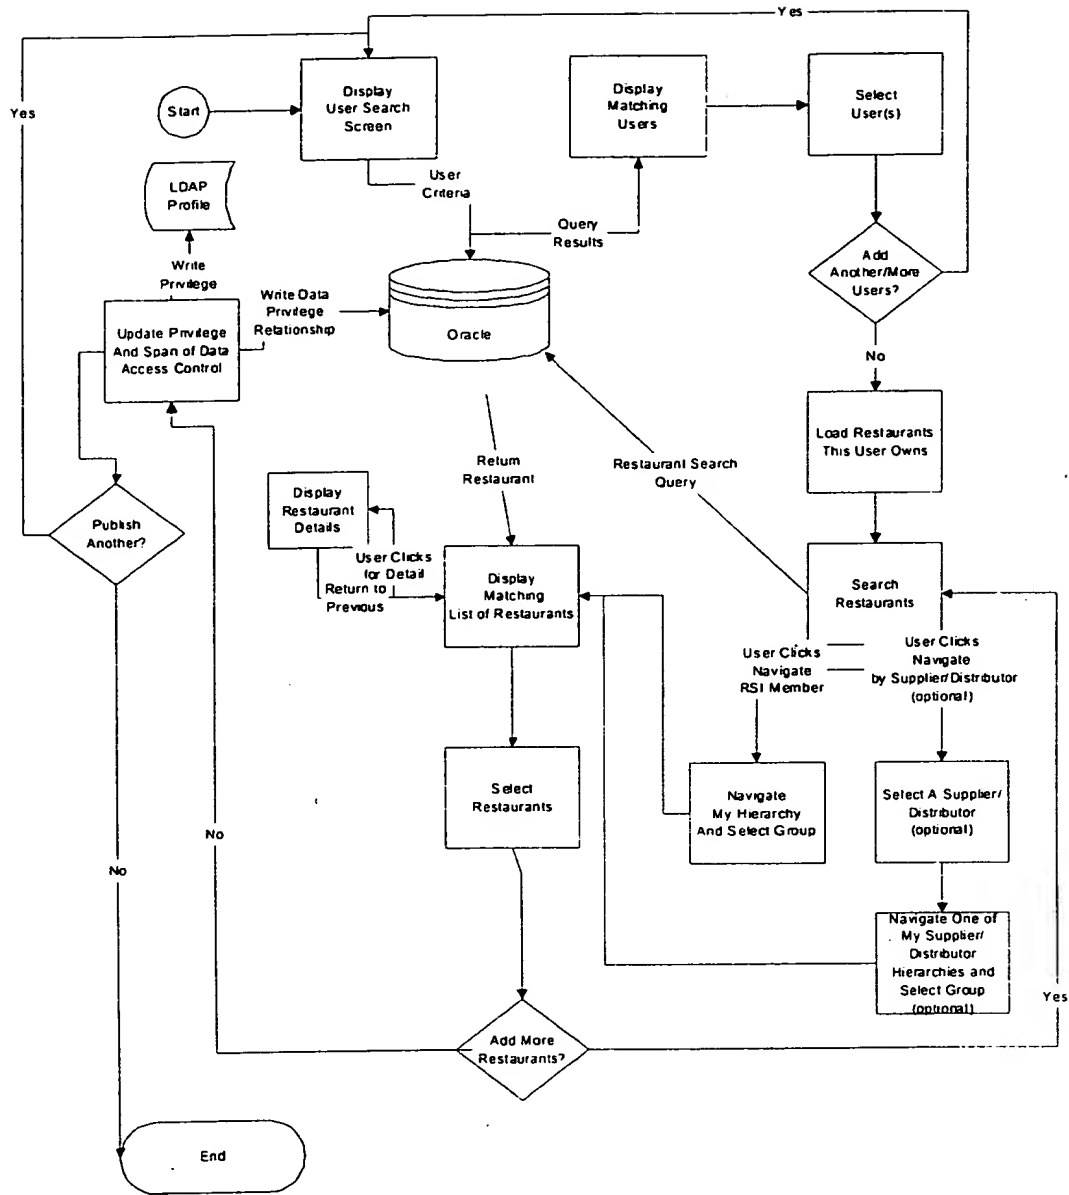 Yes
Yes
Display
User Search
Screen
Display
Matching
Users
Select
User(s)
Start
LDAP
Profile
User
Criteria
Query
Results
Add
Another/More
Users?
Write
Privilege
Write Data
Privilege
Relationship
Oracle
Update Privilege
And Span of Data
Access Control
No
Load Restaurants
This User Owns
Return
Restaurant
Restaurant Search
Query
Display
Restaurant
Details
Publish
Another?
User Clicks
for Detail
Return to
Previous
Display
Matching
List of Restaurants
Search
Restaurants
User Clicks
Navigate
RSI Member
User Clicks
Navigate
by Supplier/Distributor
(optional)
Select
Restaurants
Navigate
My Hierarchy
And Select Group
Select A Supplier/
Distributor
(optional)
No
No
Navigate One of
My Supplier/
Distributor
Hierarchies and
Select Group
(optional)
Yes
Add More
Restaurants?
End